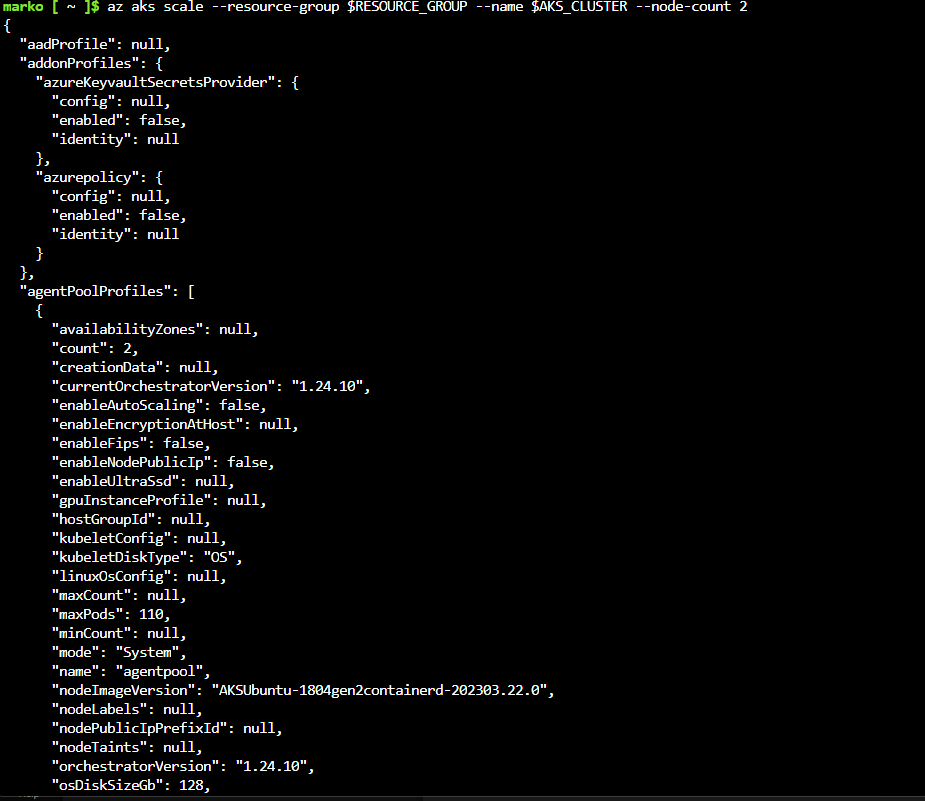 marko [ ~ ]$ az aks scale --resource-group $RESOURCE_GROUP --name $AKS_CLUSTER --node-count 2
{
  "aadProfile": null,
  "addonProfiles": {
    "azureKeyvaultSecretsProvider": {
      "config": null,
      "enabled": false,
      "identity": null
    },
    "azurepolicy": {
      "config": null,
      "enabled": false,
      "identity": null
    }
  },
  "agentPoolProfiles": [
    {
      "availabilityZones": null,
      "count": 2,
      "creationData": null,
      "currentOrchestratorVersion": "1.24.10",
      "enableAutoScaling": false,
      "enableEncryptionAtHost": null,
      "enableFips": false,
      "enableNodePublicIp": false,
      "enableUltraSsd": null,
      "gpuInstanceProfile": null,
      "hostGroupId": null,
      "kubeletConfig": null,
      "kubeletDiskType": "OS",
      "linuxOsConfig": null,
      "maxCount": null,
      "maxPods": 110,
      "minCount": null,
      "mode": "System",
      "name": "agentpool",
      "nodeImageVersion": "AKSUbuntu-1804gen2containerd-202303.22.0",
      "nodeLabels": null,
      "nodePublicIpPrefixId": null,
      "nodeTaints": null,
      "orchestratorVersion": "1.24.10",
      "osDiskSizeGb": 128,